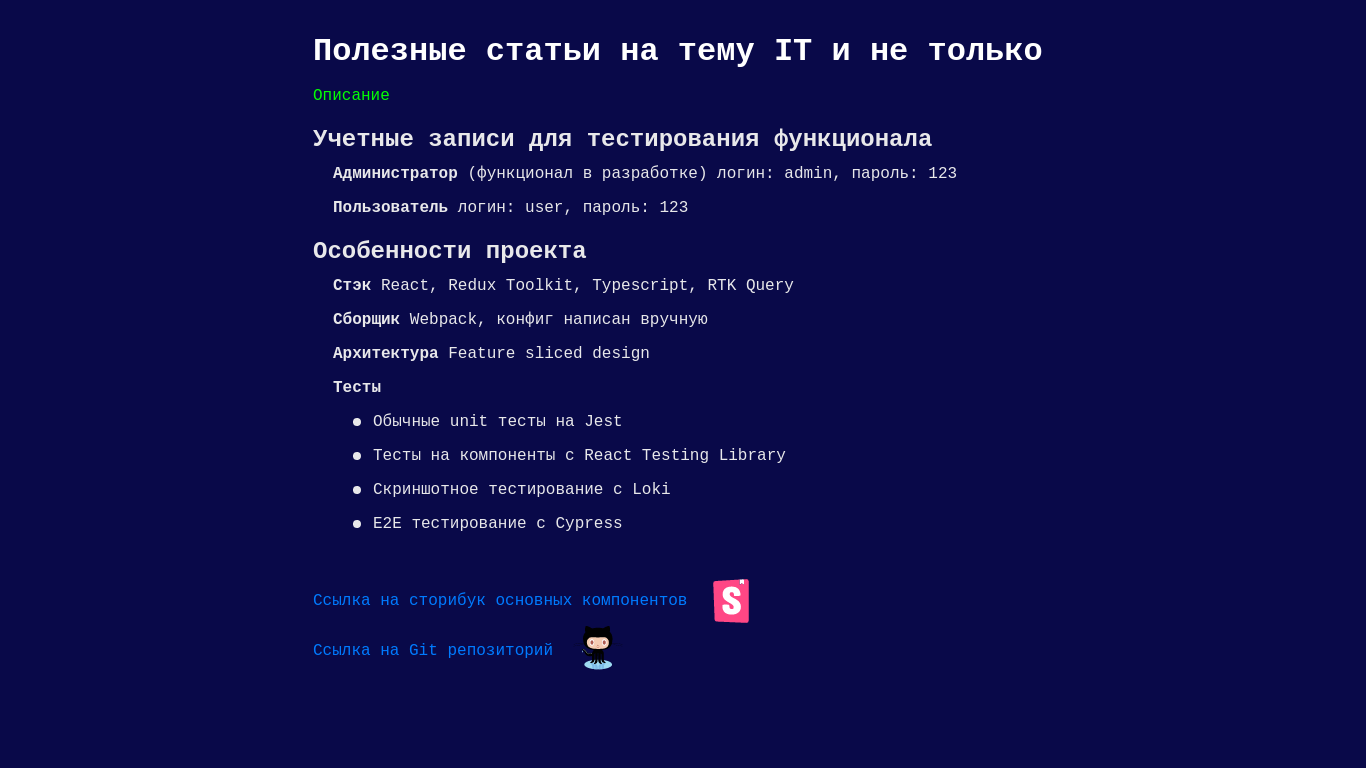 Полезные статьи на тему IT и не только
Описание
Учетные записи для тестирования функционала
Администратор (функционал в разработке) логин: admin, пароль: 123
Пользователь логин: user, пароль: 123
Особенности проекта
Стэк React, Redux Toolkit, Typescript, RTK Query
Сборщик Webpack, конфиг написан вручную
Архитектура Feature sliced design
Тесты
Обычные unit тесты на Jest
Тесты на компоненты с React Testing Library
Скриншотное тестирование с Loki
E2E тестирование с Cypress
Ссылка на сторибук основных компонентов
Ссылка на Git репозиторий